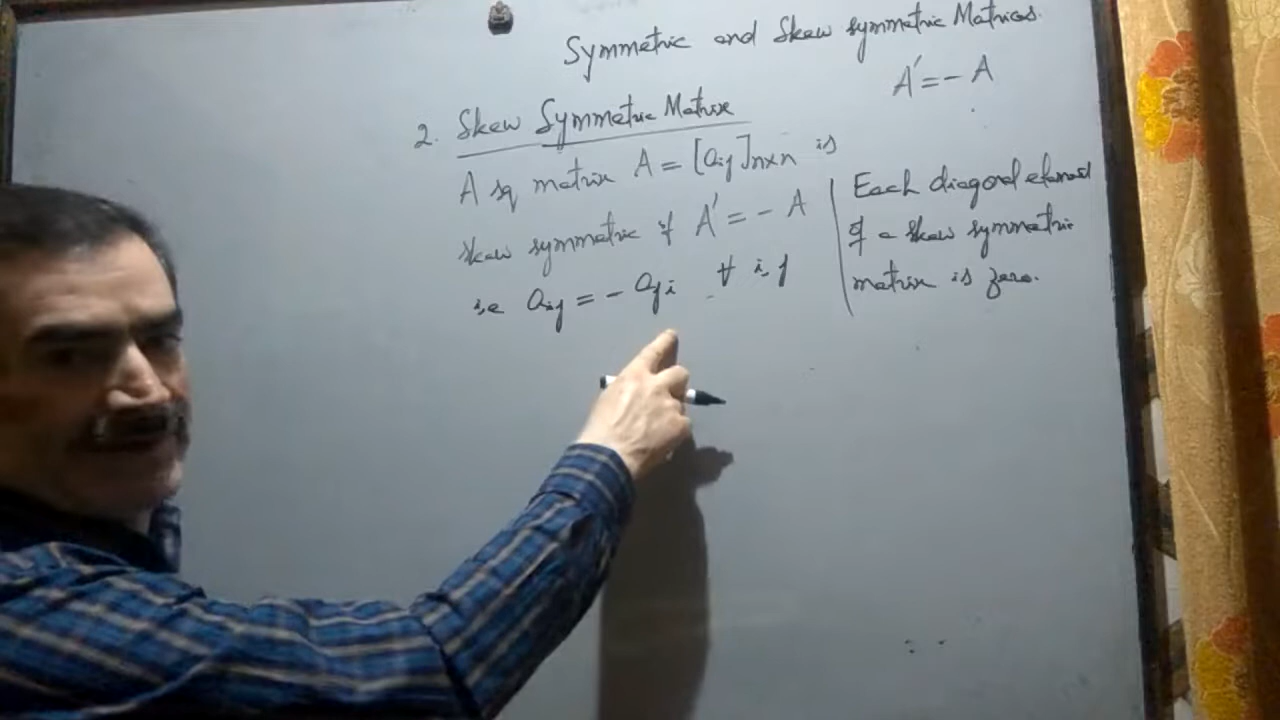 Symmetric and Skew symmetric Matrices.
A' = - A
2. Skew Symmetric Matrix
A sq matrix A = [aij]n×n is
skew symmetric if A' = - A
i.e aij = - aji ∀ i, j
Each diagonal element
of a skew symmetric
matrix is zero.